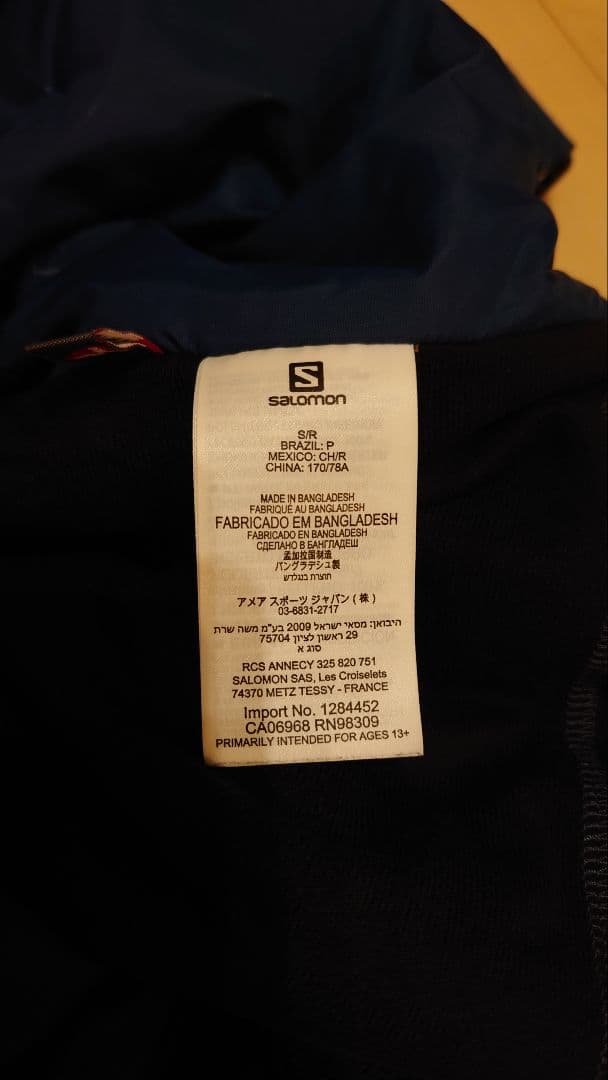 S
salomon
S/R
BRAZIL: P
MEXICO: CH/R
CHINA: 170/78A
MADE IN BANGLADESH
FABRIQUÉ AU BANGLADESH
FABRICADO EM BANGLADESH
FABRICADO EN BANGLADESH
СДЕЛАНО В БАНГЛАДЕШ
孟加拉国制造
バングラデシュ製
תוצרת בנגלדש
アメア スポーツ ジャパン ( 株 )
03-6831-2717
היבואן: מסאי ישראל 2009 בע"מ משה שרת
29 ראשון לציון 75704
סוג א
RCS ANNECY 325 820 751
SALOMON SAS, Les Croiselets
74370 METZ TESSY - FRANCE
Import No. 1284452
CA06968 RN98309
PRIMARILY INTENDED FOR AGES 13+